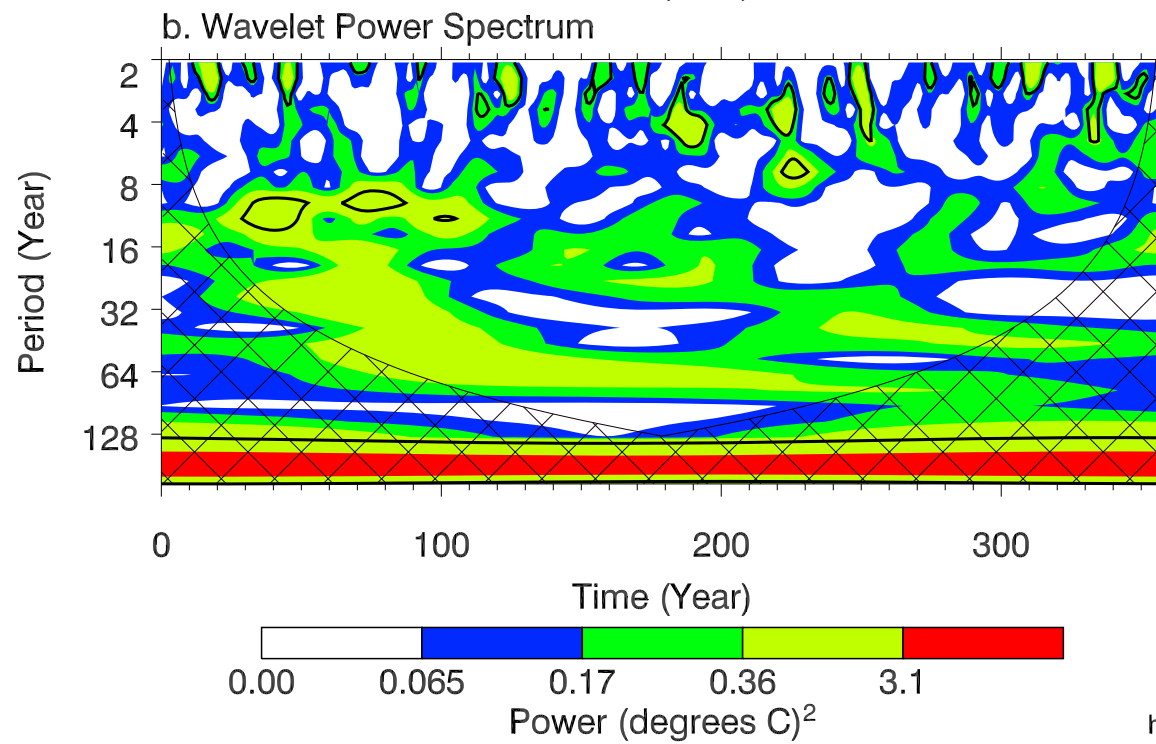 b. Wavelet Power Spectrum
2
4
8
16
32
64
128
Period (Year)
0 100 200 300
Time (Year)
0.00 0.065 0.17 0.36 3.1
Power (degrees C)2